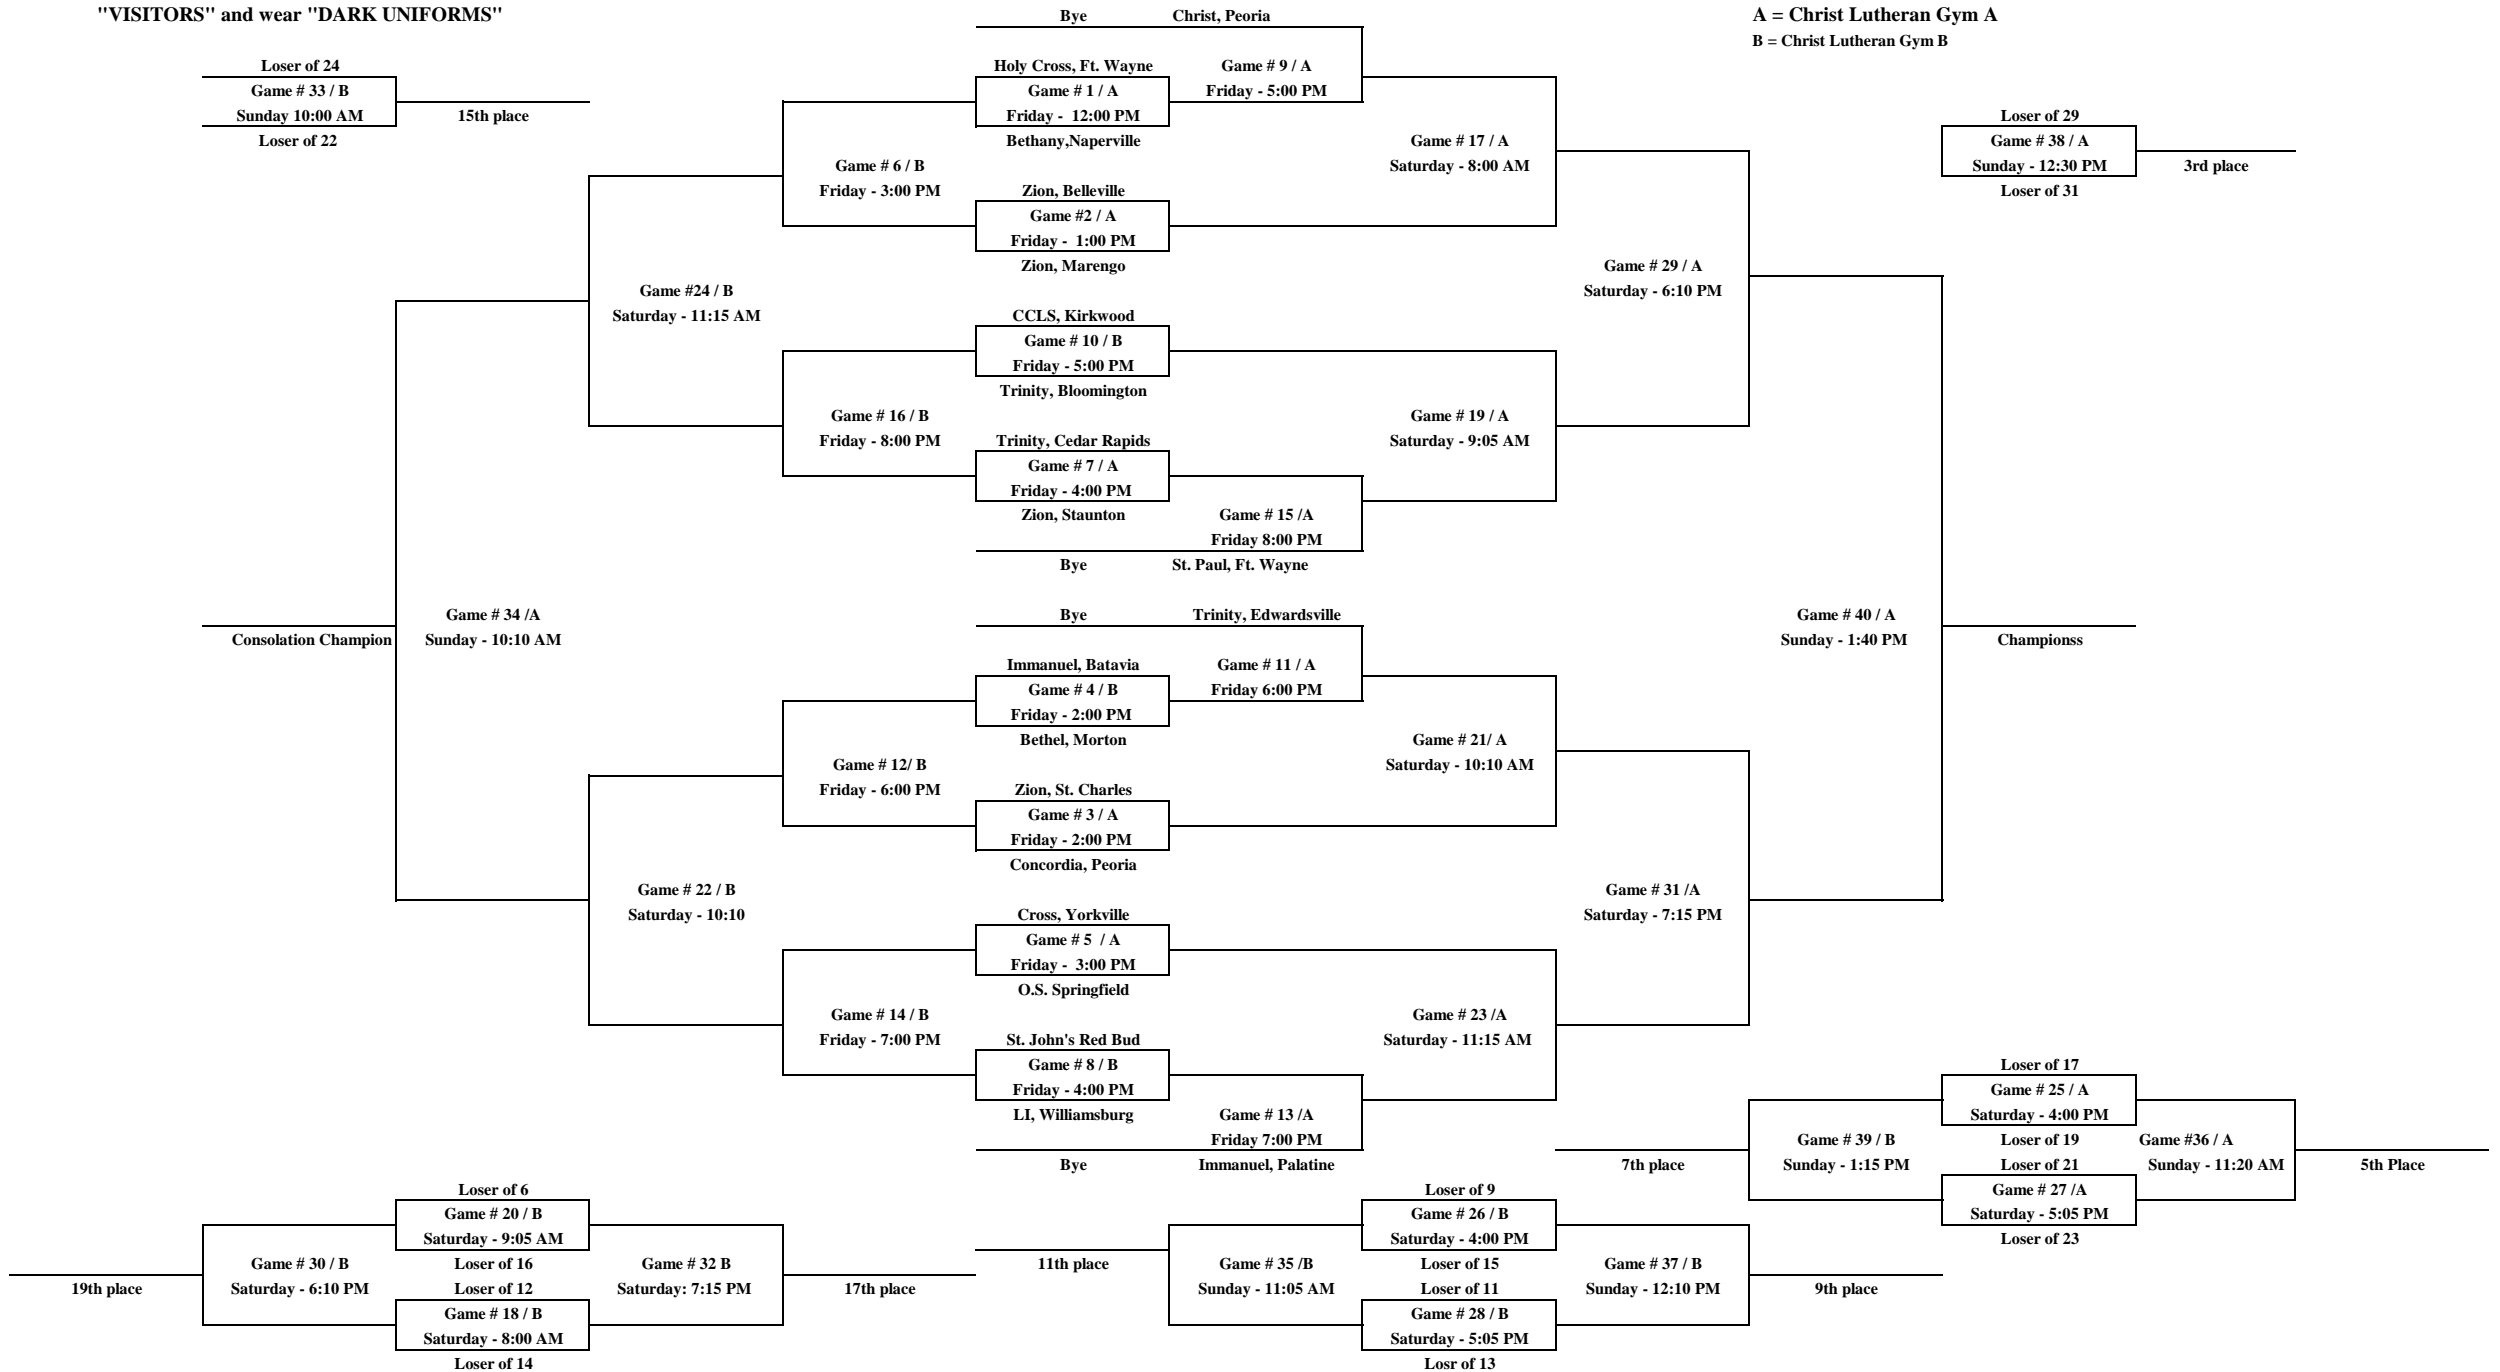 "VISITORS" and wear "DARK UNIFORMS"
Bye Christ, Peoria
A = Christ Lutheran Gym A
B = Christ Lutheran Gym B
Loser of 24
Game # 33 / B
Sunday 10:00 AM
15th place
Loser of 22
Holy Cross, Ft. Wayne
Game # 1 / A
Friday - 12:00 PM
Bethany,Naperville
Game # 9 / A
Friday - 5:00 PM
Loser of 29
Game # 38 / A
Sunday - 12:30 PM
3rd place
Loser of 31
Game # 17 / A
Saturday - 8:00 AM
Game # 6 / B
Friday - 3:00 PM
Zion, Belleville
Game #2 / A
Friday - 1:00 PM
Zion, Marengo
Game # 29 / A
Saturday - 6:10 PM
Game #24 / B
Saturday - 11:15 AM
CCLS, Kirkwood
Game # 10 / B
Friday - 5:00 PM
Trinity, Bloomington
Game # 16 / B
Friday - 8:00 PM
Game # 19 / A
Saturday - 9:05 AM
Trinity, Cedar Rapids
Game # 7 / A
Friday - 4:00 PM
Zion, Staunton
Game # 15 /A
Friday 8:00 PM
Bye St. Paul, Ft. Wayne
Bye Trinity, Edwardsville
Game # 34 /A
Sunday - 10:10 AM
Consolation Champion
Game # 40 / A
Sunday - 1:40 PM
Championss
Immanuel, Batavia
Game # 4 / B
Friday - 2:00 PM
Bethel, Morton
Game # 11 / A
Friday 6:00 PM
Game # 21/ A
Saturday - 10:10 AM
Game # 12/ B
Friday - 6:00 PM
Zion, St. Charles
Game # 3 / A
Friday - 2:00 PM
Concordia, Peoria
Game # 22 / B
Saturday - 10:10
Game # 31 /A
Saturday - 7:15 PM
Cross, Yorkville
Game # 5 / A
Friday - 3:00 PM
O.S. Springfield
Game # 14 / B
Friday - 7:00 PM
Game # 23 /A
Saturday - 11:15 AM
St. John's Red Bud
Game # 8 / B
Friday - 4:00 PM
LI, Williamsburg
Game # 13 /A
Friday 7:00 PM
Bye Immanuel, Palatine
Loser of 17
Game # 25 / A
Saturday - 4:00 PM
Loser of 19
Game # 39 / B
Sunday - 1:15 PM
7th place
Game #36 / A
Sunday - 11:20 AM
5th Place
Loser of 21
Game # 27 /A
Saturday - 5:05 PM
Loser of 23
Loser of 6
Game # 20 / B
Saturday - 9:05 AM
Loser of 16
Game # 30 / B
Saturday - 6:10 PM
19th place
Game # 32 B
Saturday: 7:15 PM
17th place
Loser of 12
Game # 18 / B
Saturday - 8:00 AM
Loser of 14
Loser of 9
Game # 26 / B
Saturday - 4:00 PM
Loser of 15
11th place
Game # 35 /B
Sunday - 11:05 AM
Game # 37 / B
Sunday - 12:10 PM
9th place
Loser of 11
Game # 28 / B
Saturday - 5:05 PM
Losr of 13